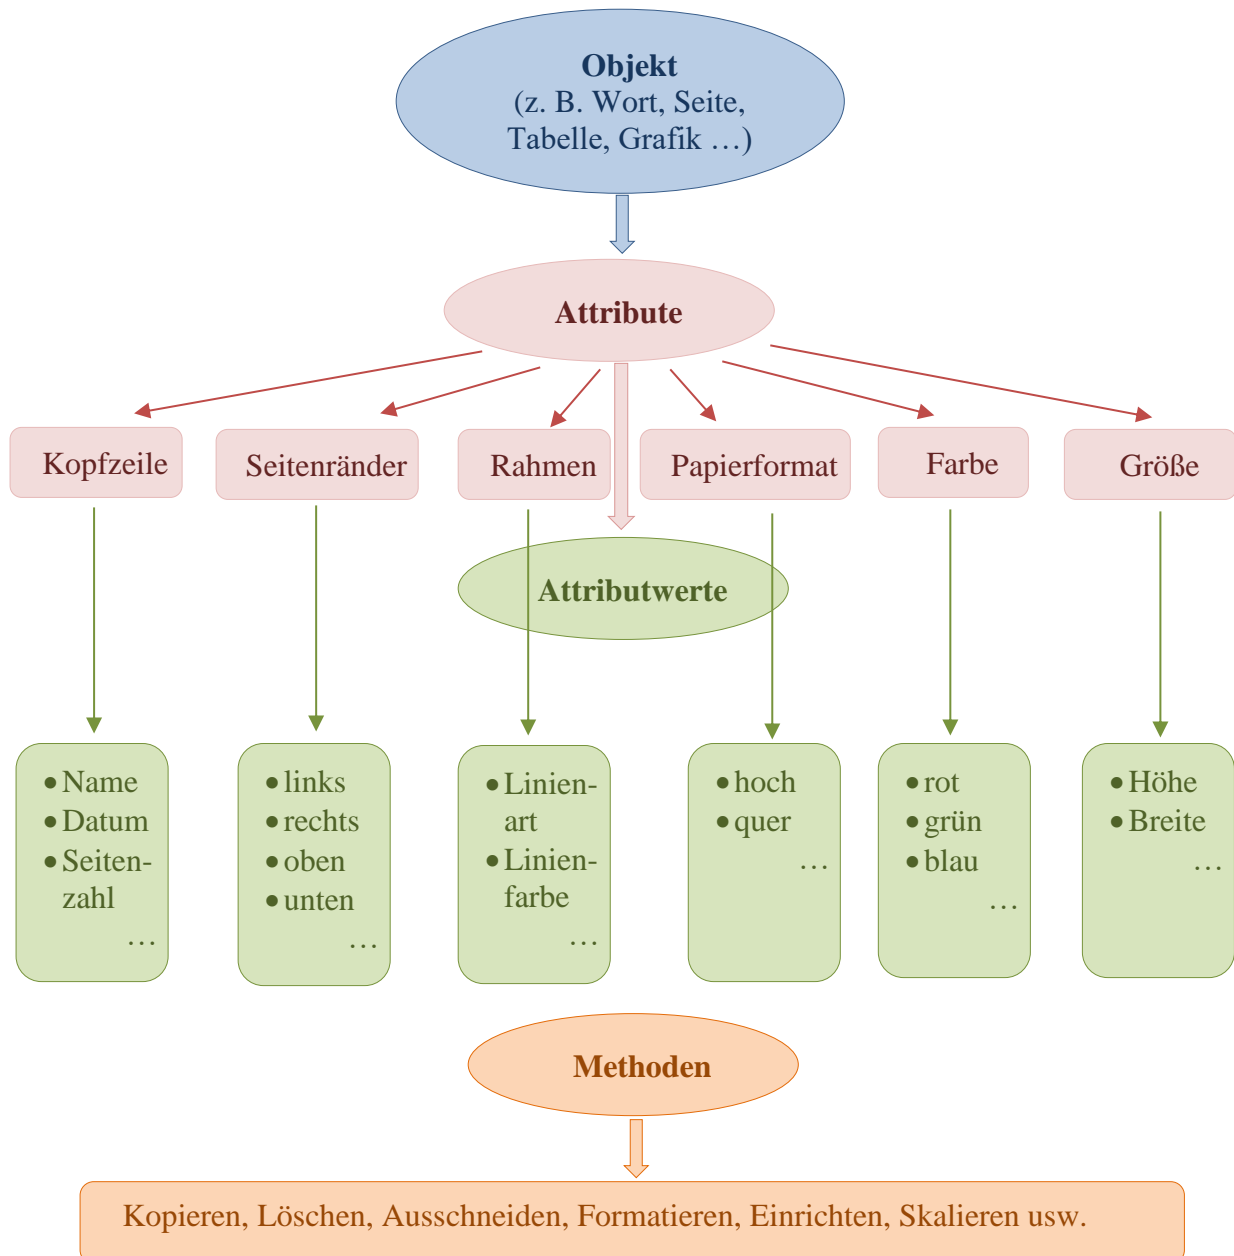 Objekt
(z. B. Wort, Seite,
Tabelle, Grafik …)
Attribute
Kopfzeile
Seitenränder
Rahmen
Papierformat
Farbe
Größe
Attributwerte
• Name
• Datum
• Seiten-
zahl
…
• links
• rechts
• oben
• unten
…
• Linien-
art
• Linien-
farbe
…
• hoch
• quer
…
• rot
• grün
• blau
…
• Höhe
• Breite
…
Methoden
Kopieren, Löschen, Ausschneiden, Formatieren, Einrichten, Skalieren usw.